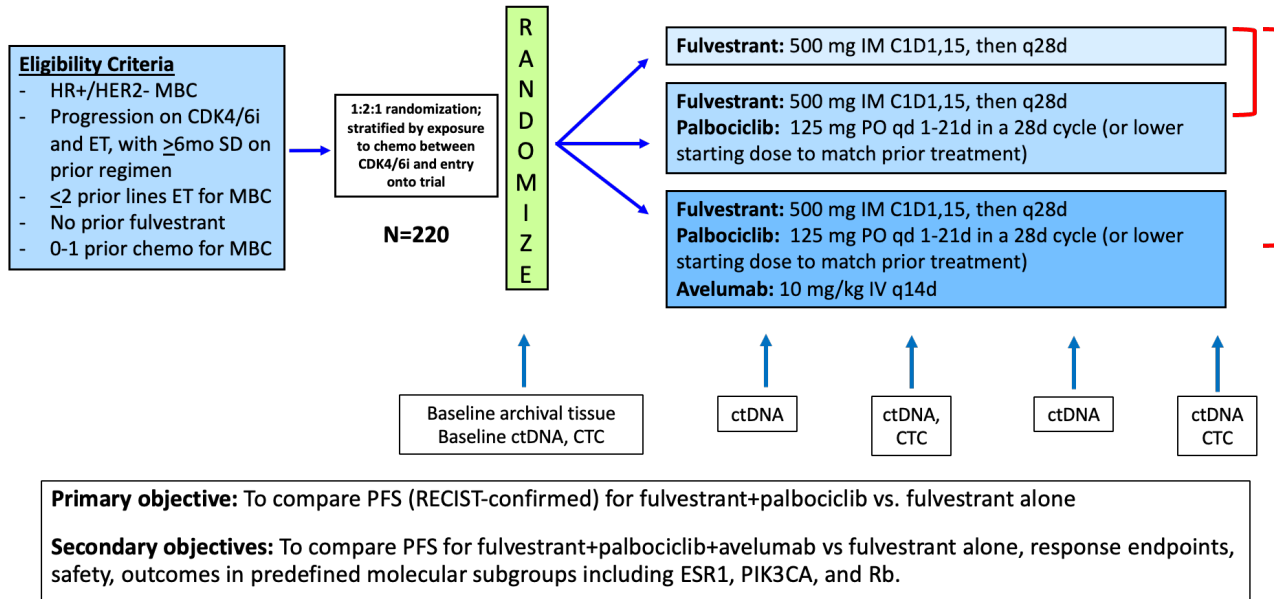 Eligibility Criteria
- HR+/HER2- MBC
- Progression on CDK4/6i
and ET, with >6mo SD on
prior regimen
- <2 prior lines ET for MBC
- No prior fulvestrant
- 0-1 prior chemo for MBC
1:2:1 randomization;
stratified by exposure
to chemo between
CDK4/6i and entry
onto trial
N=220
R
A
N
D
O
M
I
Z
E
Fulvestrant: 500 mg IM C1D1,15, then q28d
Fulvestrant: 500 mg IM C1D1,15, then q28d
Palbociclib: 125 mg PO qd 1-21d in a 28d cycle (or lower
starting dose to match prior treatment)
Fulvestrant: 500 mg IM C1D1,15, then q28d
Palbociclib: 125 mg PO qd 1-21d in a 28d cycle (or lower
starting dose to match prior treatment)
Avelumab: 10 mg/kg IV q14d
Baseline archival tissue
Baseline ctDNA, CTC
ctDNA
ctDNA,
CTC
ctDNA
ctDNA
CTC
Primary objective: To compare PFS (RECIST-confirmed) for fulvestrant+palbociclib vs. fulvestrant alone
Secondary objectives: To compare PFS for fulvestrant+palbociclib+avelumab vs fulvestrant alone, response endpoints,
safety, outcomes in predefined molecular subgroups including ESR1, PIK3CA, and Rb.